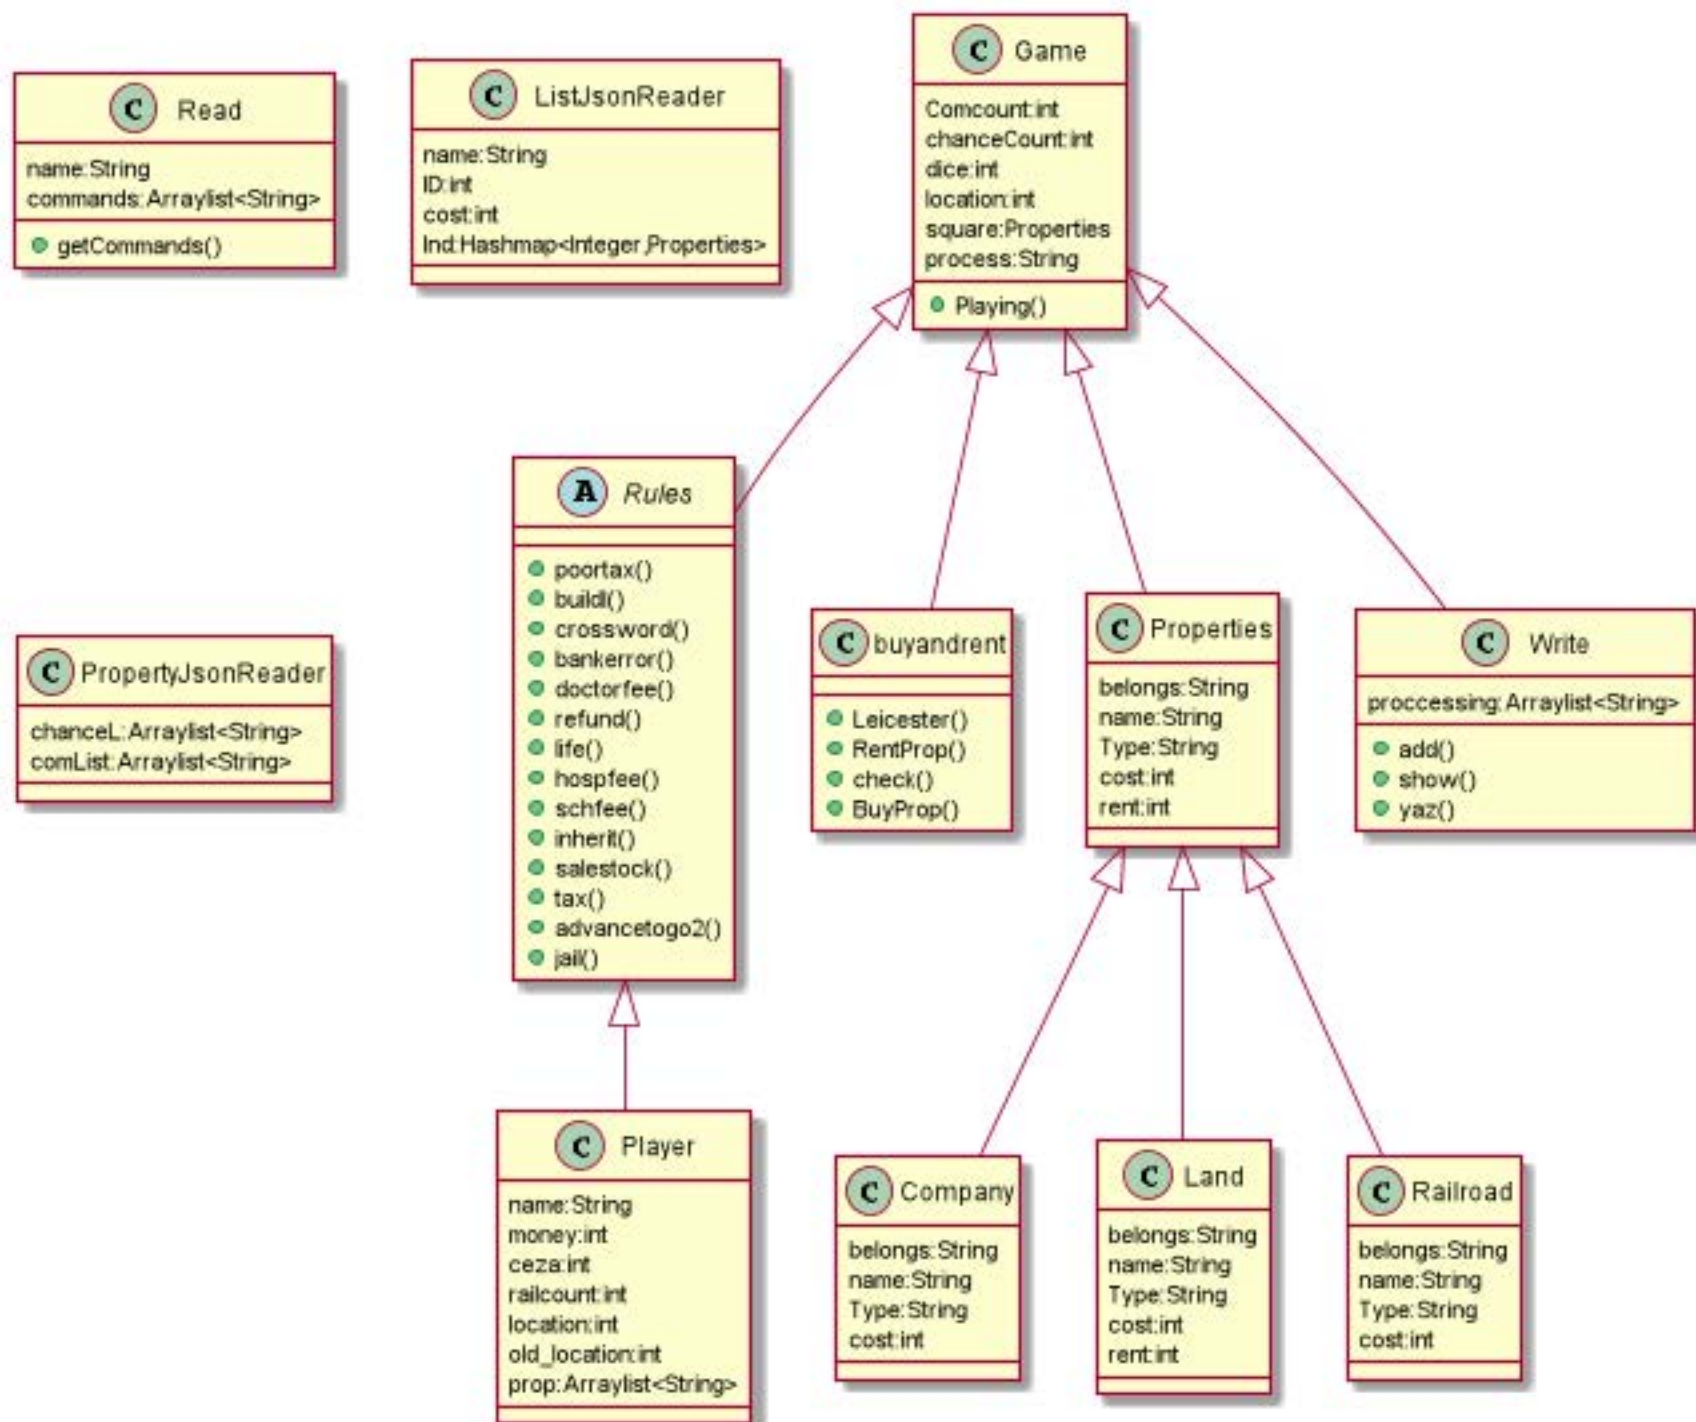 C Read
name:String
commands:Arraylist<String>
getCommands()
C ListJsonReader
name:String
ID:int
cost:int
lnd:Hashmap<Integer,Properties>
C Game
Comcount:int
chanceCount:int
dice:int
location:int
square:Properties
process:String
Playing()
A Rules
poortax()
buildl()
crossword()
bankerror()
doctorfee()
refund()
life()
hospfee()
schfee()
inherit()
salestock()
tax()
advancetogo2()
jail()
C PropertyJsonReader
chanceL:Arraylist<String>
comList:Arraylist<String>
C buyandrent
Leicester()
RentProp()
check()
BuyProp()
C Properties
belongs:String
name:String
Type:String
cost:int
rent:int
C Write
proccessing:Arraylist<String>
add()
show()
yaz()
C Player
name:String
money:int
ceza:int
railcount:int
location:int
old_location:int
prop:Arraylist<String>
C Company
belongs:String
name:String
Type:String
cost:int
C Land
belongs:String
name:String
Type:String
cost:int
rent:int
C Railroad
belongs:String
name:String
Type:String
cost:int